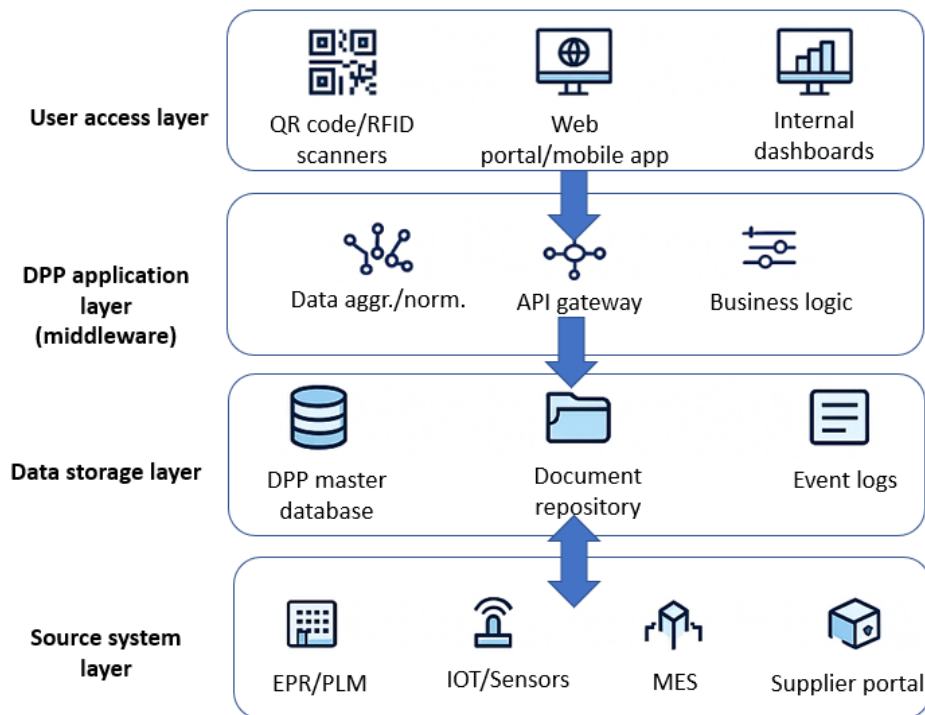 User access layer
QR code/RFID
scanners
Web
portal/mobile app
Internal
dashboards
DPP application
layer
(middleware)
Data aggr./norm.
API gateway
Business logic
Data storage layer
DPP master
database
Document
repository
Event logs
Source system
layer
EPR/PLM
IOT/Sensors
MES
Supplier portal